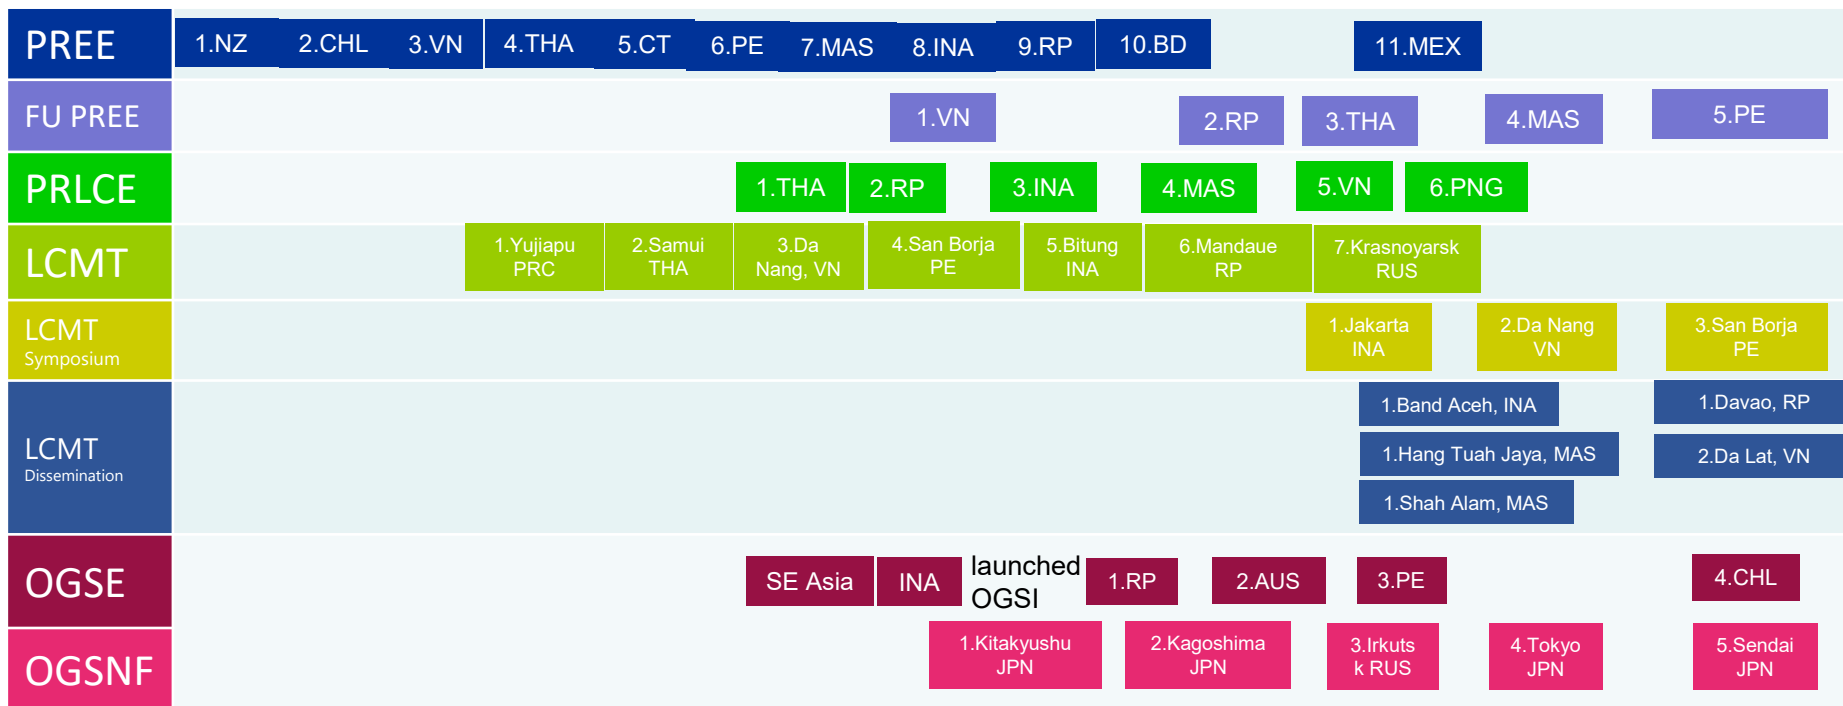 PREE
1.NZ
2.CHL
3.VN
4.THA
5.CT
6.PE
7.MAS
8.INA
9.RP
10.BD
11.MEX
FU PREE
1.VN
2.RP
3.THA
4.MAS
5.PE
PRLCE
1.THA
2.RP
3.INA
4.MAS
5.VN
6.PNG
LCMT
1.Yujiapu
PRC
2.Samui
THA
3.Da
Nang, VN
4.San Borja
PE
5.Bitung
INA
6.Mandaue
RP
7.Krasnoyarsk
RUS
LCMT
Symposium
1.Jakarta
INA
2.Da Nang
VN
3.San Borja
PE
LCMT
Dissemination
1.Band Aceh, INA
1.Hang Tuah Jaya, MAS
1.Shah Alam, MAS
1.Davao, RP
2.Da Lat, VN
OGSE
SE Asia
INA
launched
OGSI
1.RP
2.AUS
3.PE
4.CHL
OGSNF
1.Kitakyushu
JPN
2.Kagoshima
JPN
3.Irkuts
k RUS
4.Tokyo
JPN
5.Sendai
JPN